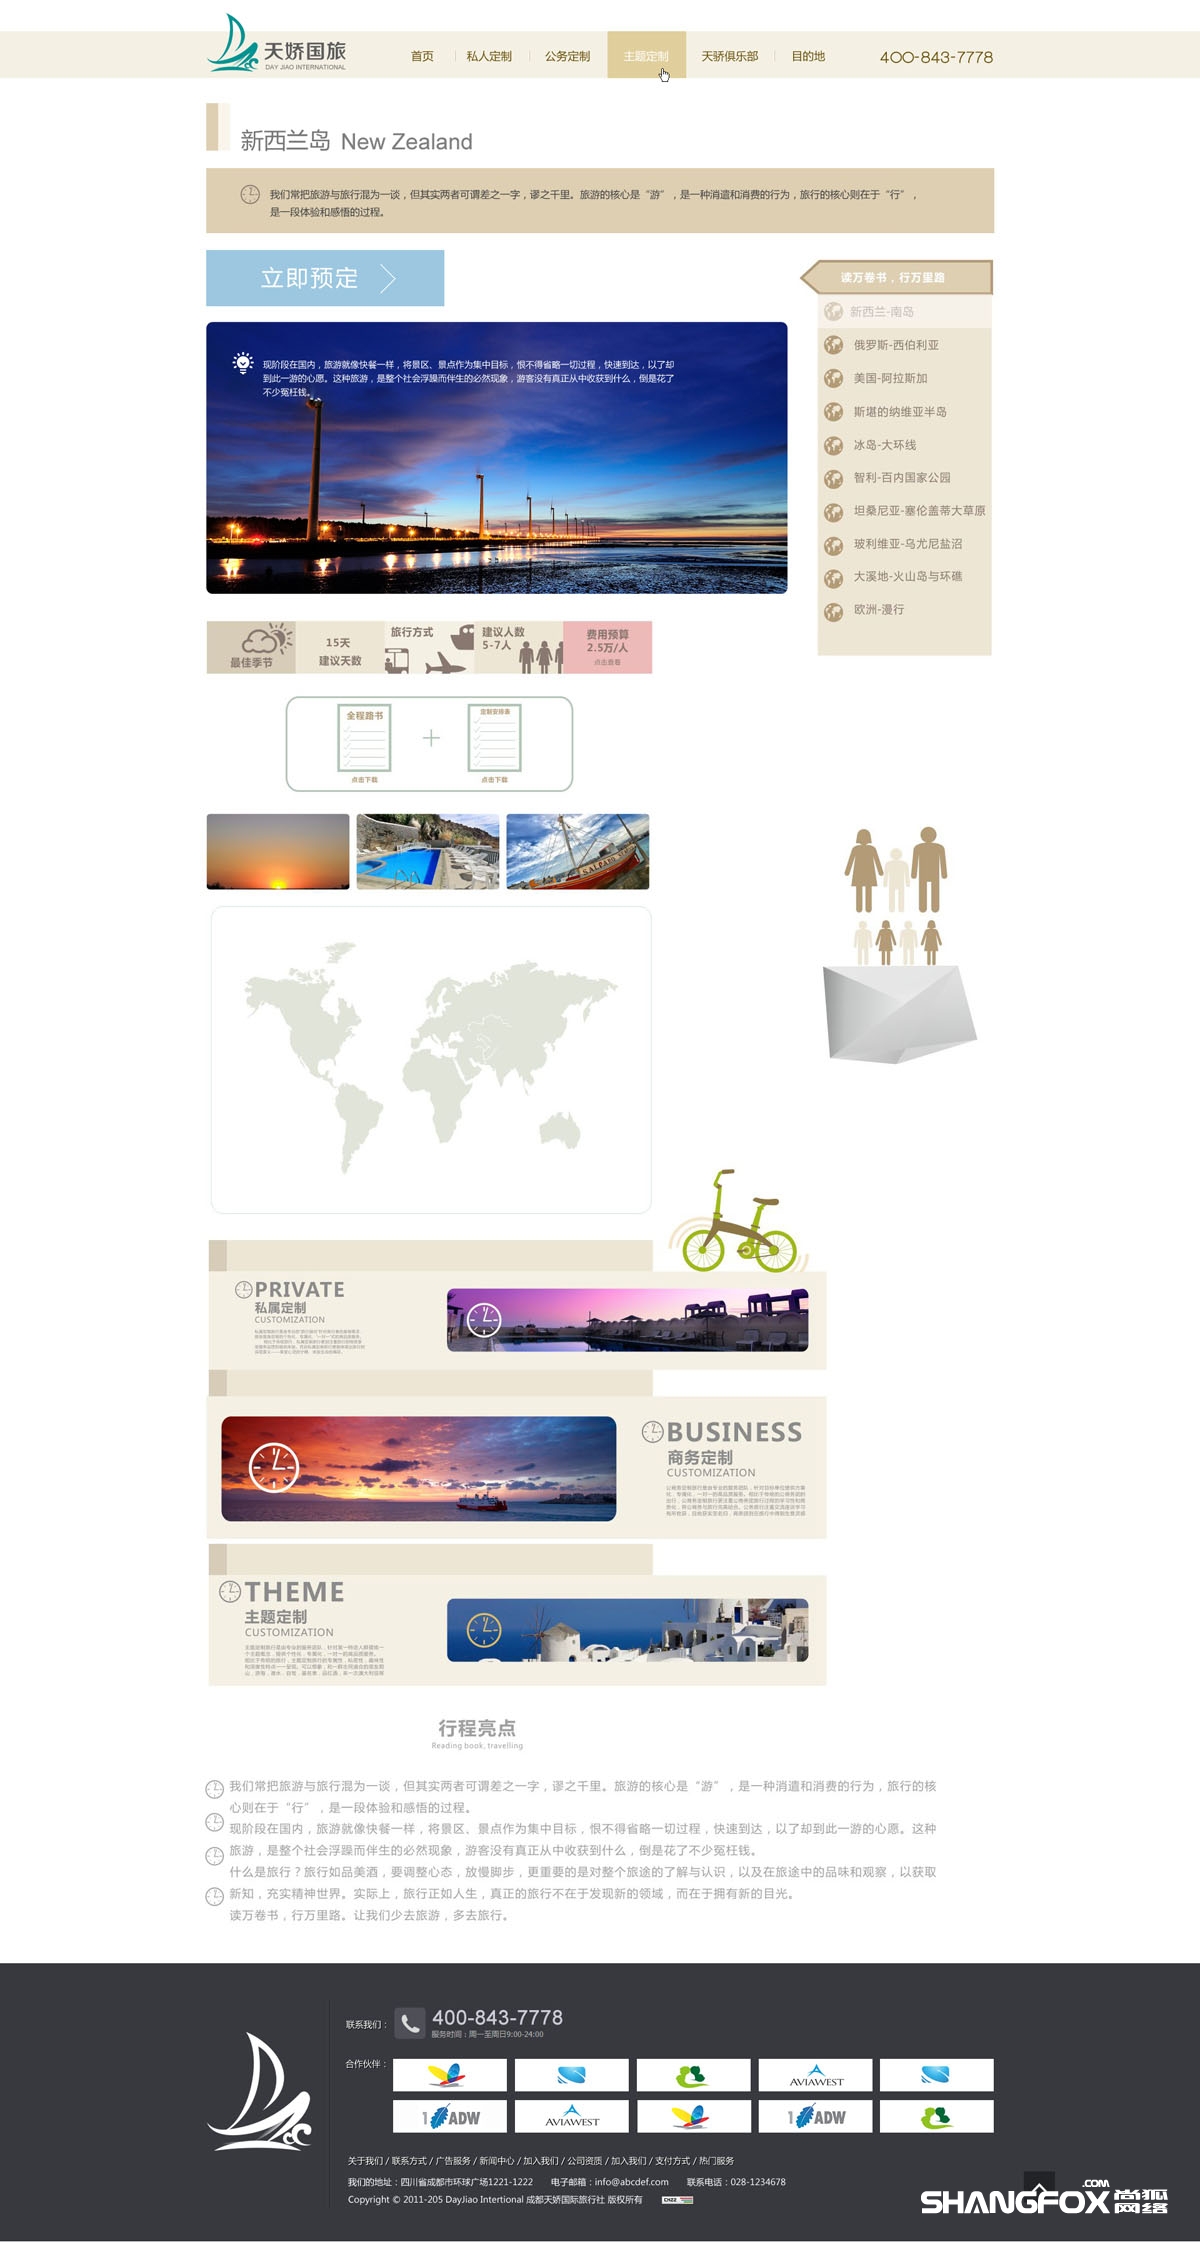 天娇国旅
DAY JIAO INTERNATIONAL
首页
私人定制
公务定制
主题定制
天骄俱乐部
目的地
400-843-7778
新西兰岛 New Zealand
我们常把旅游与旅行混为一谈，但其实两者可谓差之一字，谬之千里。旅游的核心是“游”，是一种消遣和消费的行为，旅行的核心则在于“行”，
是一段体验和感悟的过程。
立即预定
读万卷书，行万里路
新西兰-南岛
俄罗斯-西伯利亚
美国-阿拉斯加
斯堪的纳维亚半岛
冰岛-大环线
智利-百内国家公园
坦桑尼亚-塞伦盖蒂大草原
玻利维亚-乌尤尼盐沼
大溪地-火山岛与环礁
欧洲-漫行
现阶段在国内，旅游就像快餐一样，将景区、景点作为集中目标，恨不得省略一切过程，快速到达，以了却
到此一游的心愿。这种旅游，是整个社会浮躁而伴生的必然现象，游客没有真正从中收获到什么，倒是花了
不少冤枉钱。
最佳季节
15天
建议天数
旅行方式
建议人数
5-7人
费用预算
2.5万/人
点击查看
全程路书
点击下载
定制安排表
点击下载
SALPARO
PRIVATE
私属定制
CUSTOMIZATION
BUSINESS
商务定制
CUSTOMIZATION
THEME
主题定制
CUSTOMIZATION
行程亮点
Reading book, travelling
我们常把旅游与旅行混为一谈，但其实两者可谓差之一字，谬之千里。旅游的核心是“游”，是一种消遣和消费的行为，旅行的核
心则在于“行”，是一段体验和感悟的过程。
现阶段在国内，旅游就像快餐一样，将景区、景点作为集中目标，恨不得省略一切过程，快速到达，以了却到此一游的心愿。这种
旅游，是整个社会浮躁而伴生的必然现象，游客没有真正从中收获到什么，倒是花了不少冤枉钱。
什么是旅行？旅行如品美酒，要调整心态，放慢脚步，更重要的是对整个旅途的了解与认识，以及在旅途中的品味和观察，以获取
新知，充实精神世界。实际上，旅行正如人生，真正的旅行不在于发现新的领域，而在于拥有新的目光。
读万卷书，行万里路。让我们少去旅游，多去旅行。
联系我们：
400-843-7778
服务时间：周一至周日9:00-24:00
合作伙伴：
AVIAWEST
1 ADW
AVIAWEST
1 ADW
关于我们 / 联系方式 / 广告服务 / 新闻中心 / 加入我们 / 公司资质 / 加入我们 / 支付方式 / 热门服务
我们的地址：四川省成都市环球广场1221-1222 电子邮箱：info@abcdef.com 联系电话：028-1234678
Copyright © 2011-205 DayJiao Intertional 成都天娇国际旅行社 版权所有
CNZZ
SHANGFOX.COM
尚狐
网络